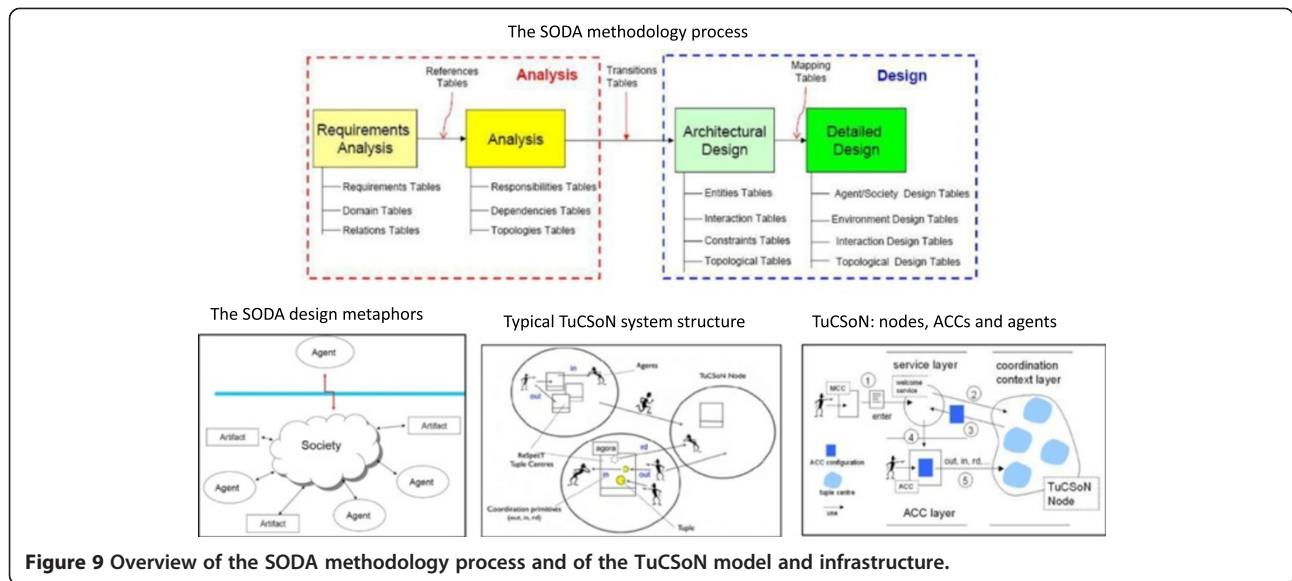 The SODA methodology process
References
Tables
Analysis
Transitions
Tables
Mapping
Tables
Design
Requirements
Analysis
Analysis
Architectural
Design
Detailed
Design
Requirements Tables
Domain Tables
Relations Tables
Responsibilities Tables
Dependencies Tables
Topologies Tables
Entities Tables
Interaction Tables
Constraints Tables
Topological Tables
Agent/Society Design Tables
Environment Design Tables
Interaction Design Tables
Topological Design Tables
The SODA design metaphors
Agent
Society
Artifact
Artifact
Agent
Agent
Agent
Artifact
Typical TuCSoN system structure
in
Agents
out
TuCSoN Node
ReSpecT
Tuple Centres
agora
rd
in
out
Coordination primitives
(out, in, rd)
Tuple
TuCSoN: nodes, ACCs and agents
service layer
coordination
context layer
MCC
1
welcome
service
enter
2
3
4
ACC configuration
out, in, rd,...
5
tuple centre
ACC
use
ACC layer
TuCSoN
Node
Figure 9 Overview of the SODA methodology process and of the TuCSoN model and infrastructure.